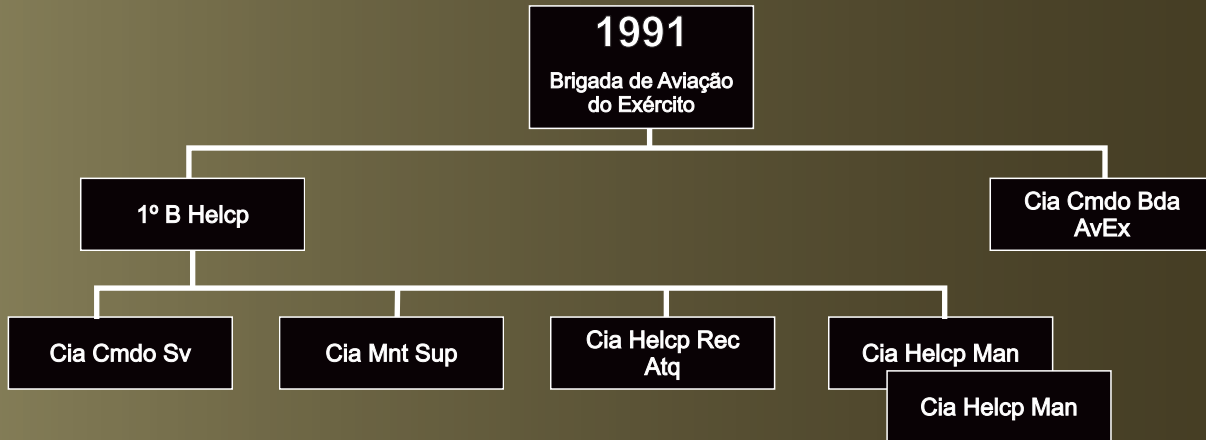 1991
Brigada de Aviação
do Exército
1º B Helcp
Cia Cmdo Bda
AvEx
Cia Cmdo Sv
Cia Mnt Sup
Cia Helcp Rec
Atq
Cia Helcp Man
Cia Helcp Man